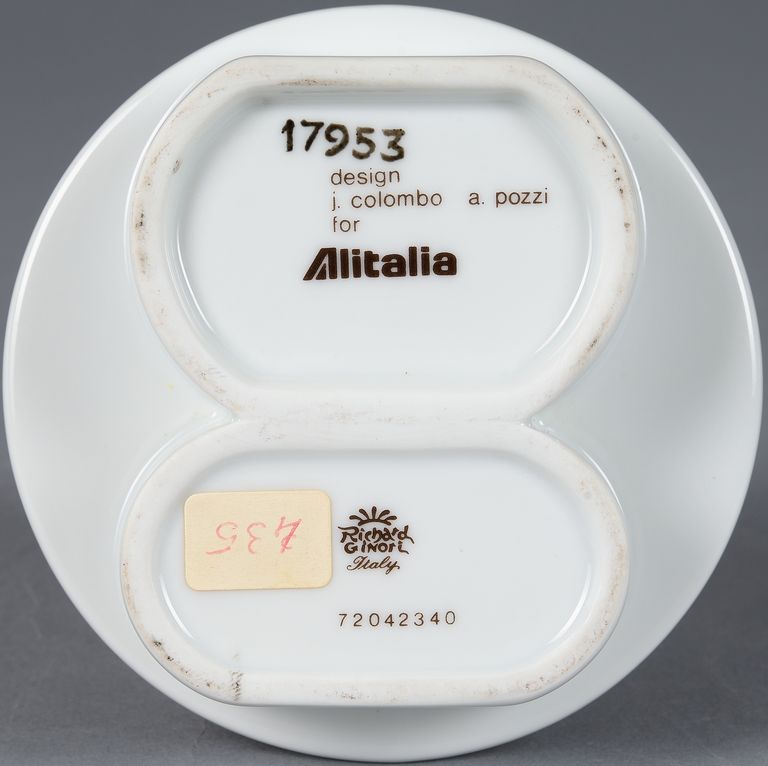 17953
design
j. colombo a. pozzi
for
Alitalia
435
Richard
GINORI
Italy
72042340